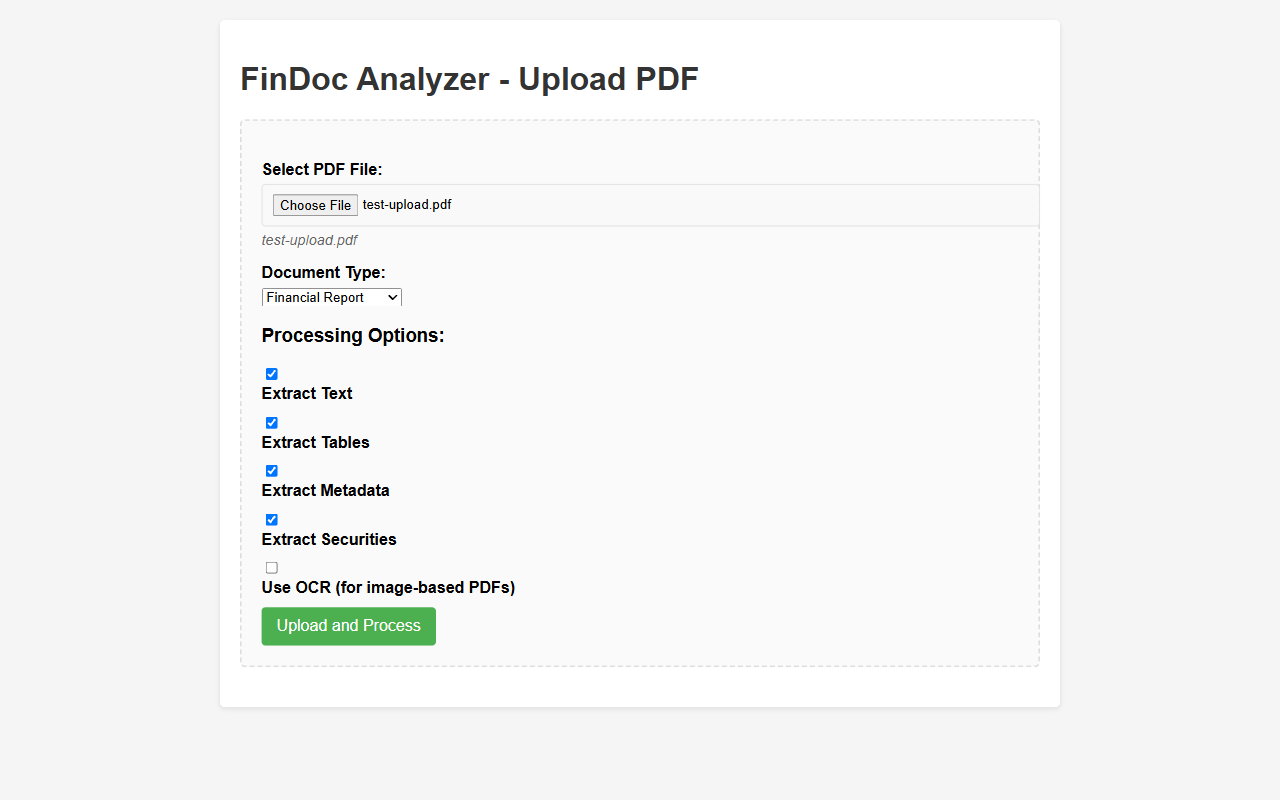 FinDoc Analyzer - Upload PDF
Select PDF File:
Choose File test-upload.pdf
test-upload.pdf
Document Type:
Financial Report
Processing Options:
Extract Text
Extract Tables
Extract Metadata
Extract Securities
Use OCR (for image-based PDFs)
Upload and Process